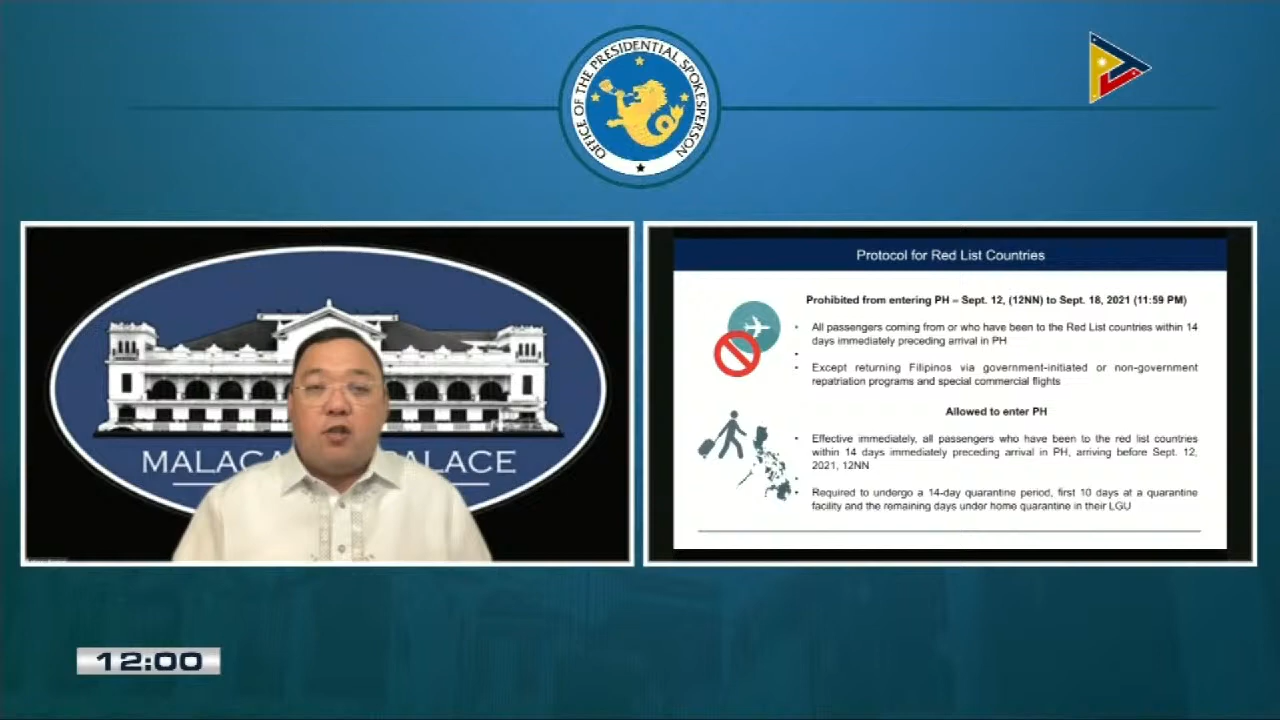 OFFICE OF THE PRESIDENTIAL SPOKESPERSON
MALACA ALACE
Protocol for Red List Countries
Prohibited from entering PH – Sept. 12, (12NN) to Sept. 18, 2021 (11:59 PM)
• All passengers coming from or who have been to the Red List countries within 14
days immediately preceding arrival in PH
•
• Except returning Filipinos via government-initiated or non-government
repatriation programs and special commercial flights
Allowed to enter PH
• Effective immediately, all passengers who have been to the red list countries
within 14 days immediately preceding arrival in PH, arriving before Sept. 12,
2021, 12NN
• Required to undergo a 14-day quarantine period, first 10 days at a quarantine
facility and the remaining days under home quarantine in their LGU
12:00